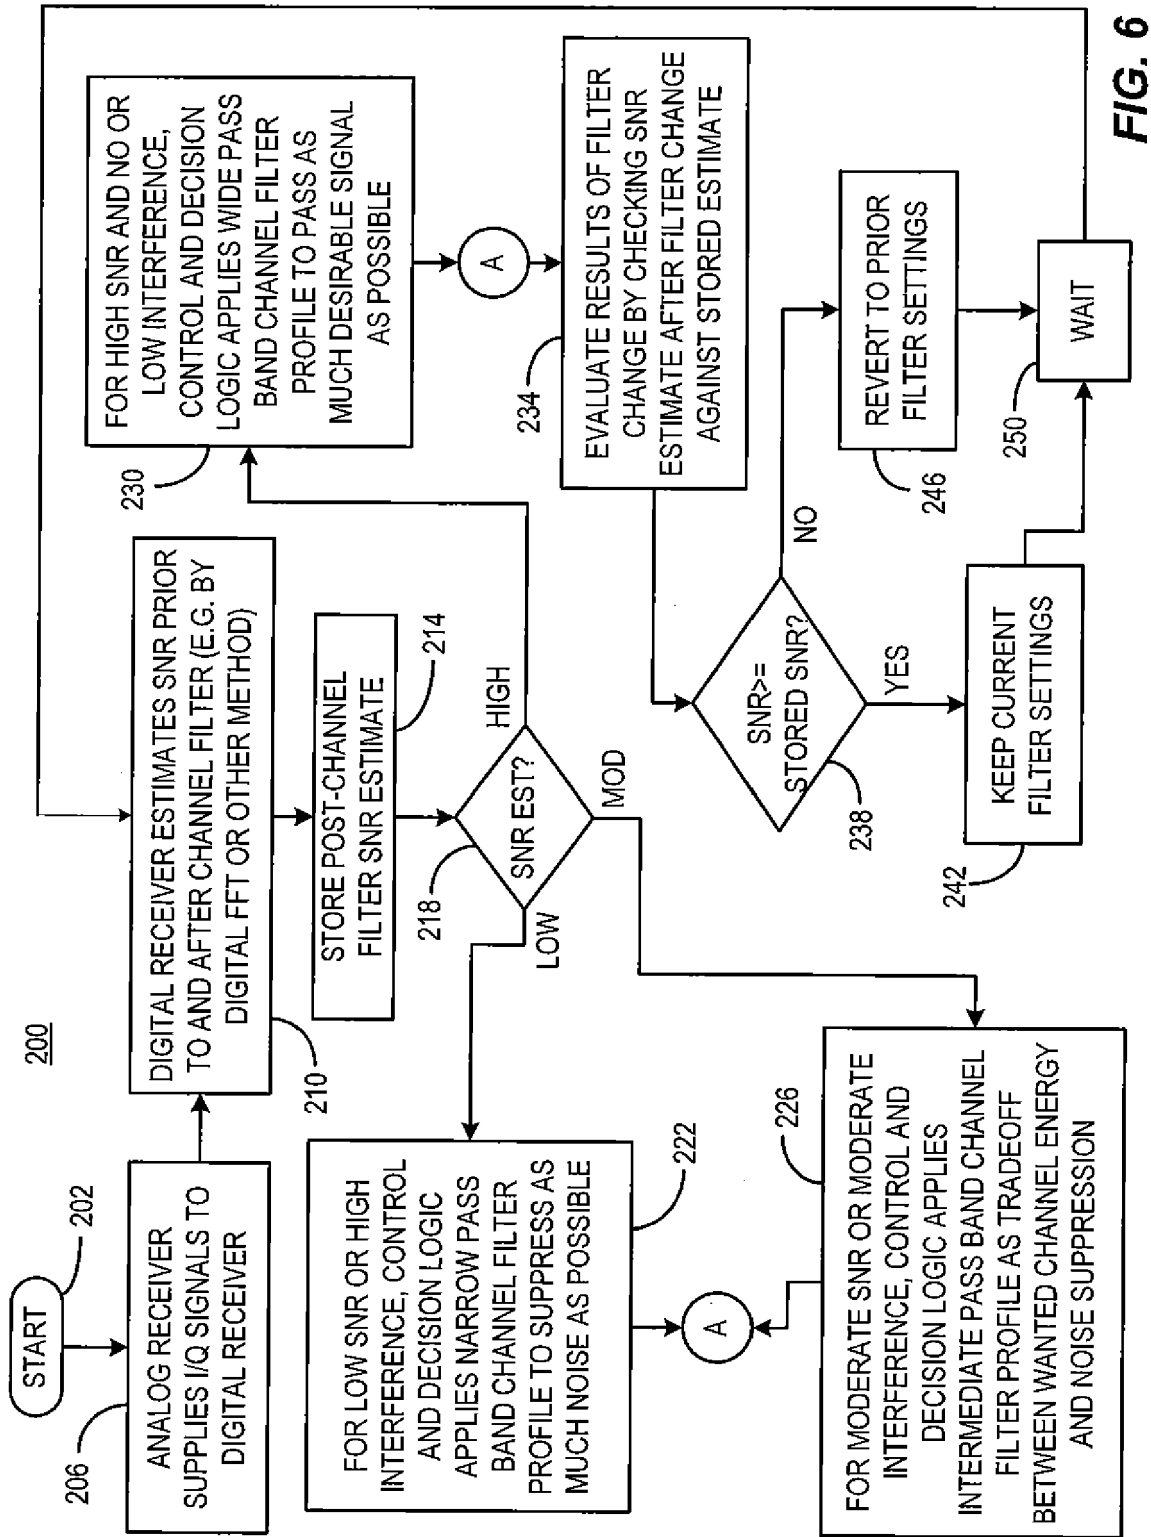 200
START
202
ANALOG RECEIVER
SUPPLIES I/Q SIGNALS TO
DIGITAL RECEIVER
206
DIGITAL RECEIVER ESTIMATES SNR PRIOR
TO AND AFTER CHANNEL FILTER (E.G. BY
DIGITAL FFT OR OTHER METHOD)
210
STORE POST-CHANNEL
FILTER SNR ESTIMATE
214
SNR EST?
218
LOW
MOD
HIGH
FOR LOW SNR OR HIGH
INTERFERENCE, CONTROL
AND DECISION LOGIC
APPLIES NARROW PASS
BAND CHANNEL FILTER
PROFILE TO SUPPRESS AS
MUCH NOISE AS POSSIBLE
222
A
FOR MODERATE SNR OR MODERATE
INTERFERENCE, CONTROL AND
DECISION LOGIC APPLIES
INTERMEDIATE PASS BAND CHANNEL
FILTER PROFILE AS TRADEOFF
BETWEEN WANTED CHANNEL ENERGY
AND NOISE SUPPRESSION
226
FOR HIGH SNR AND NO OR
LOW INTERFERENCE,
CONTROL AND DECISION
LOGIC APPLIES WIDE PASS
BAND CHANNEL FILTER
PROFILE TO PASS AS
MUCH DESIRABLE SIGNAL
AS POSSIBLE
230
A
EVALUATE RESULTS OF FILTER
CHANGE BY CHECKING SNR
ESTIMATE AFTER FILTER CHANGE
AGAINST STORED ESTIMATE
234
SNR>=
STORED SNR?
238
YES
NO
KEEP CURRENT
FILTER SETTINGS
242
REVERT TO PRIOR
FILTER SETTINGS
246
WAIT
250
FIG. 6